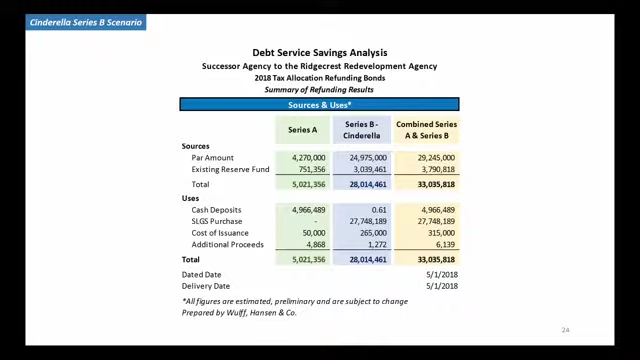 Cinderella Series B Scenario
Debt Service Savings Analysis
Successor Agency to the Ridgecrest Redevelopment Agency
2018 Tax Allocation Refunding Bonds
Summary of Refunding Results
Sources & Uses*
Series A Series B - Cinderella Combined Series A & Series B
Sources
Par Amount 4,270,000 24,975,000 29,245,000
Existing Reserve Fund 751,356 3,039,461 3,790,818
Total 5,021,356 28,014,461 33,035,818
Uses
Cash Deposits 4,966,489 0.61 4,966,489
SLGS Purchase - 27,748,189 27,748,189
Cost of Issuance 50,000 265,000 315,000
Additional Proceeds 4,868 1,272 6,139
Total 5,021,356 28,014,461 33,035,818
Dated Date 5/1/2018
Delivery Date 5/1/2018
*All figures are estimated, preliminary and are subject to change
Prepared by Wulff, Hansen & Co.
24